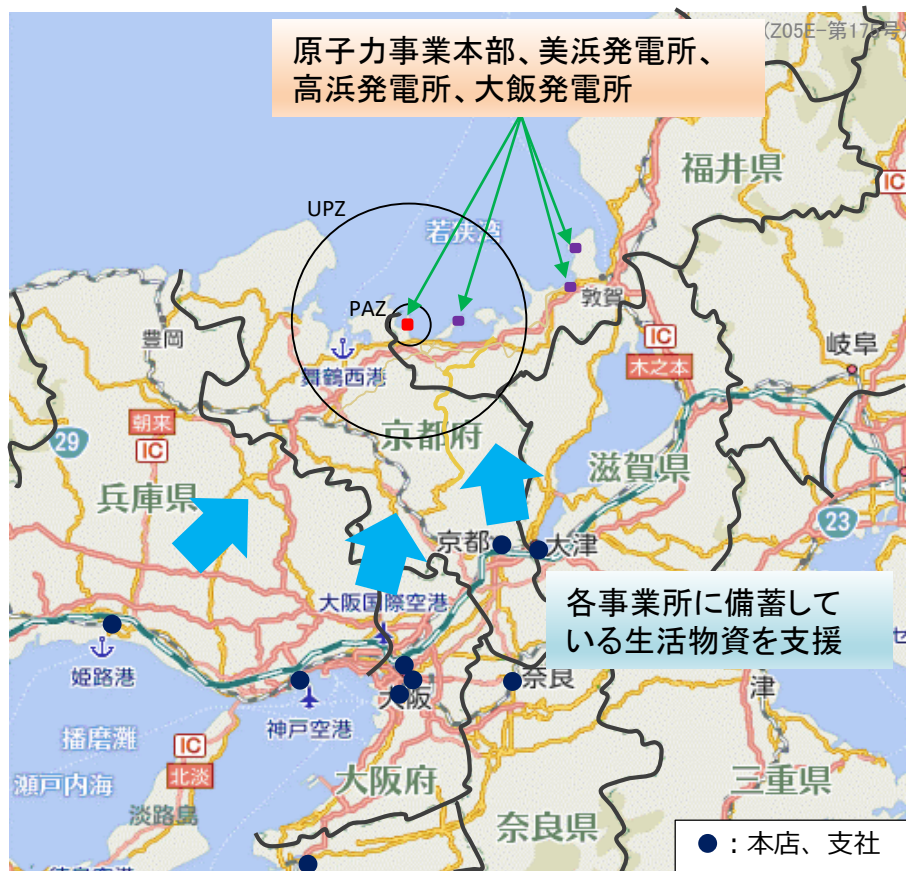 (Z05E-第175号)
原子力事業本部、美浜発電所、
高浜発電所、大飯発電所
福井県
IC
UPZ
若狭湾
敦賀
PAZ
豊岡
IC
岐阜
木之本
舞鶴西港
朝来
IC
京都府
29
滋賀県
兵庫県
23
京都
大津
大阪国際空港
各事業所に備蓄して
いる生活物資を支援
姫路港
大阪
奈良
津
神戸空港
播磨灘
IC
北淡
大阪府
三重県
瀬戸内海
淡路島
奈良県
●：本店、支社